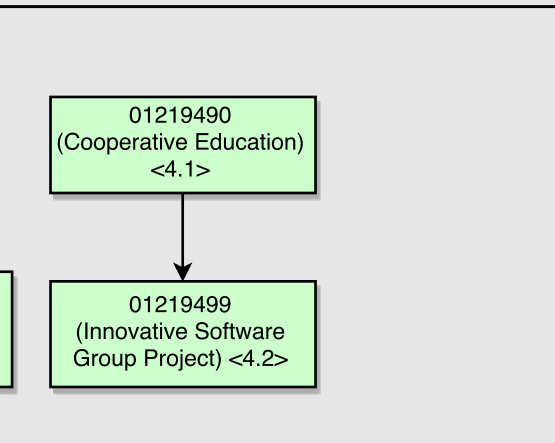 01219490
(Cooperative Education)
<4.1>
01219499
(Innovative Software
Group Project) <4.2>